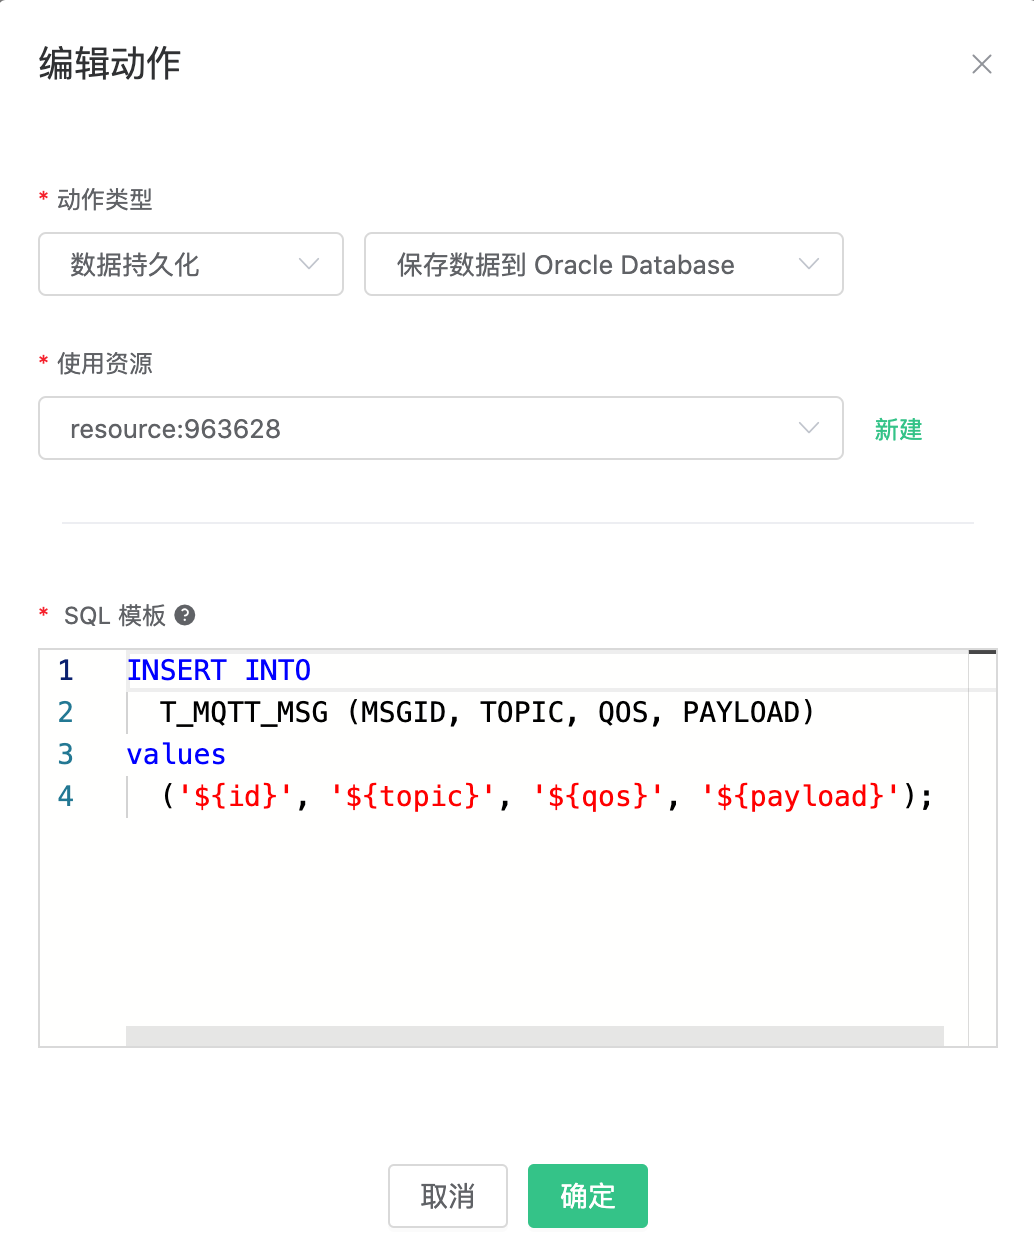 编辑动作
* 动作类型
数据持久化 保存数据到 Oracle Database
* 使用资源
resource:963628 新建
* SQL 模板
1 INSERT INTO
2 T_MQTT_MSG (MSGID, TOPIC, QOS, PAYLOAD)
3 values
4 ('${id}', '${topic}', '${qos}', '${payload}');
取消 确定